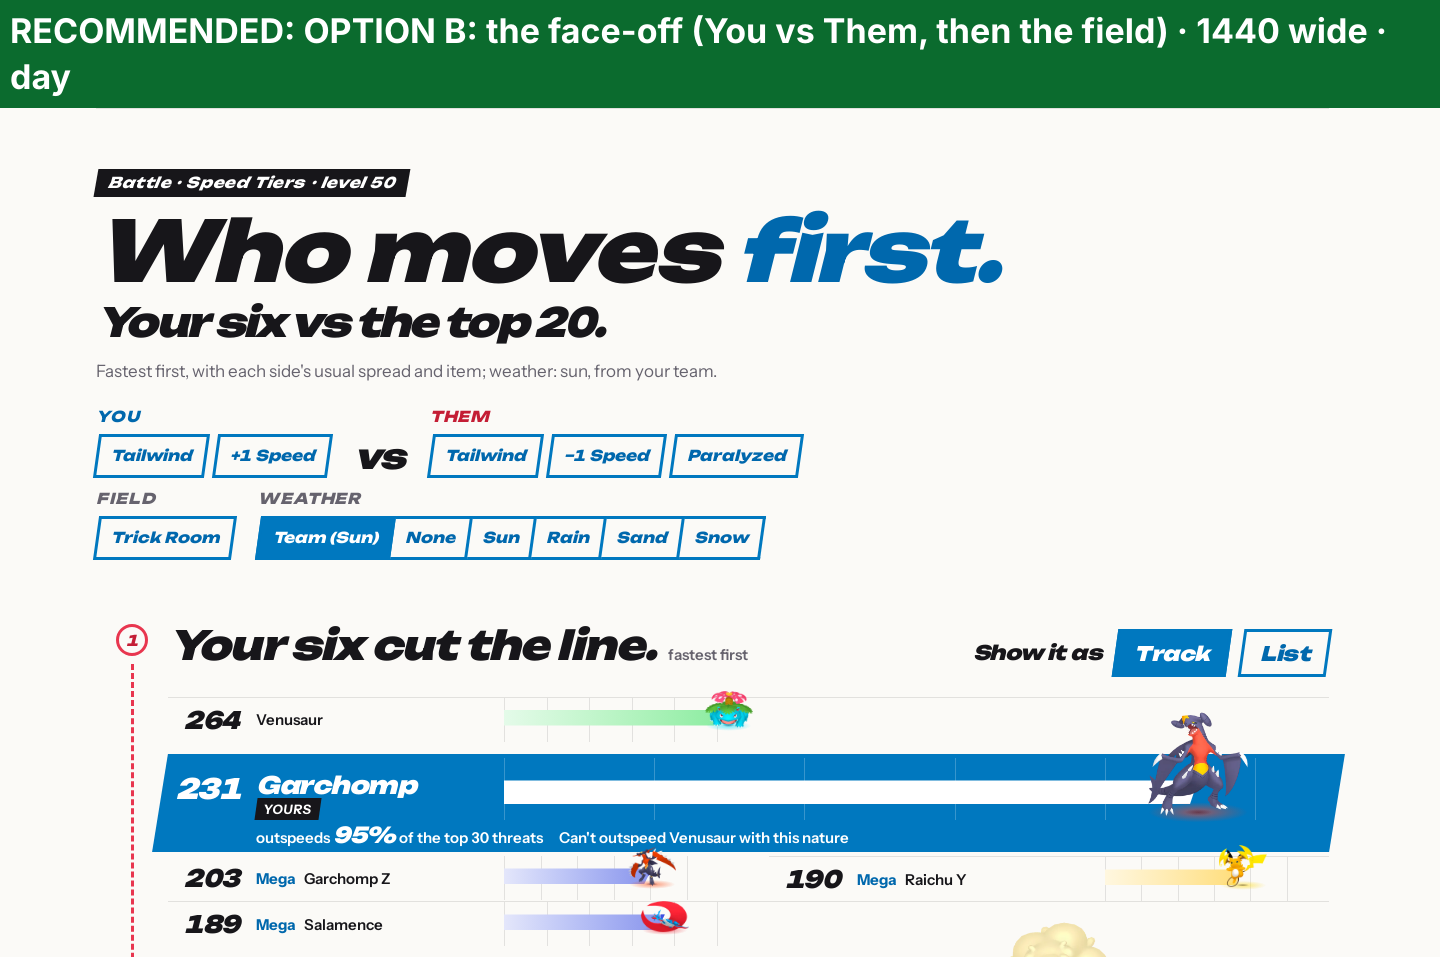 RECOMMENDED: OPTION B: the face-off (You vs Them, then the field) · 1440 wide ·
day
Battle · Speed Tiers · level 50
Who moves first.
Your six vs the top 20.
Fastest first, with each side's usual spread and item; weather: sun, from your team.
YOU
THEM
Tailwind +1 Speed VS Tailwind −1 Speed Paralyzed
FIELD WEATHER
Trick Room Team (Sun) None Sun Rain Sand Snow
1 Your six cut the line. fastest first Show it as Track List
264 Venusaur
231 Garchomp
YOURS
outspeeds 95% of the top 30 threats Can't outspeed Venusaur with this nature
203 Mega Garchomp Z 190 Mega Raichu Y
189 Mega Salamence